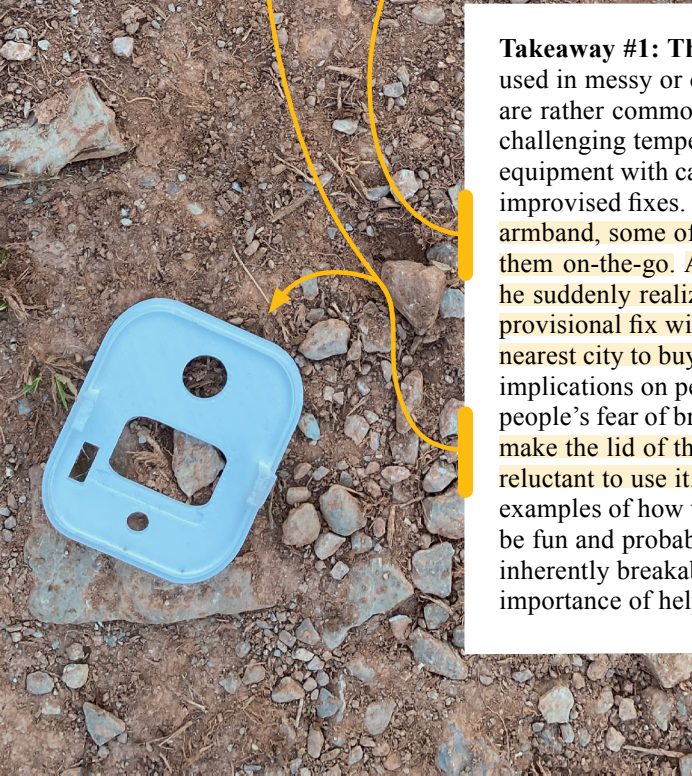 Takeaway #1: Th
used in messy or
are rather commo
challenging tempe
equipment with ca
improvised fixes.
armband, some of
them on-the-go.
he suddenly realiz
provisional fix wi
nearest city to buy
implications on pe
people's fear of br
make the lid of th
reluctant to use it
examples of how
be fun and probab
inherently breakab
importance of hel